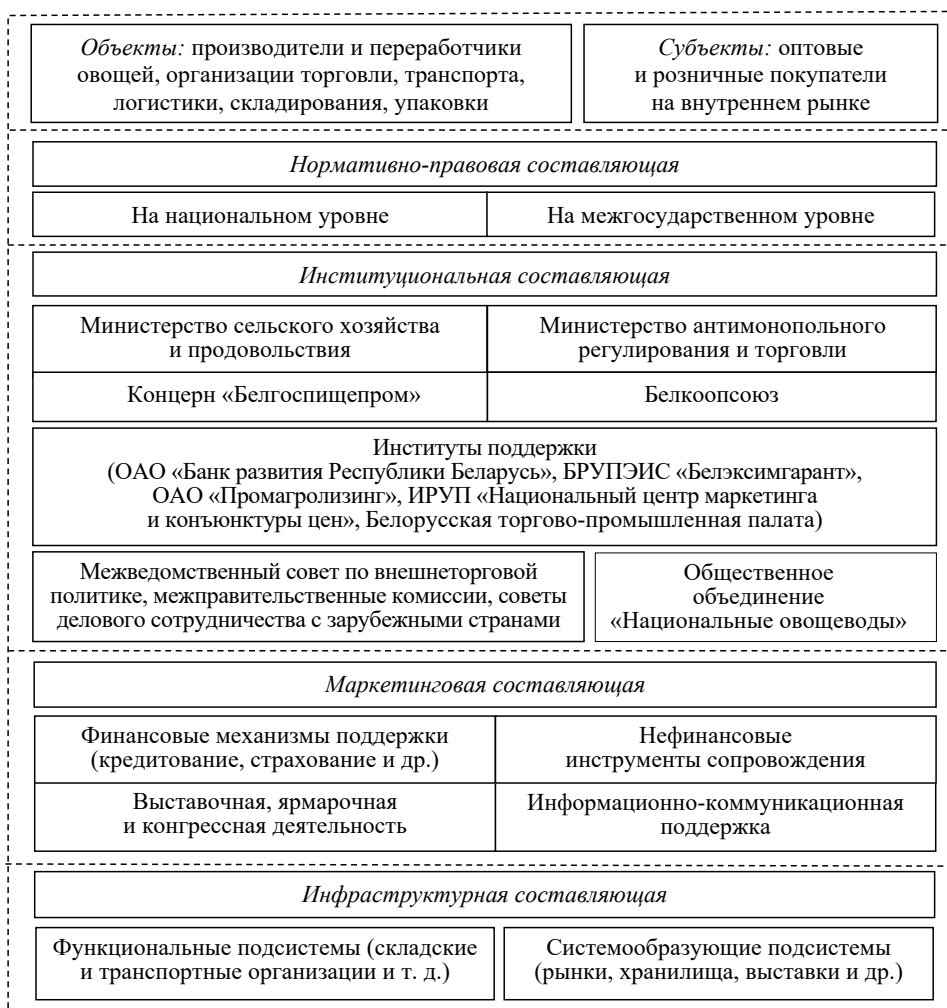 Объекты: производители и переработчики
овощей, организации торговли, транспорта,
логистики, складирования, упаковки
Субъекты: оптовые
и розничные покупатели
на внутреннем рынке
Нормативно-правовая составляющая
На национальном уровне
На межгосударственном уровне
Институциональная составляющая
Министерство сельского хозяйства
и продовольствия
Министерство антимонопольного
регулирования и торговли
Концерн «Белгоспищепром»
Белкоопсоюз
Институты поддержки
(ОАО «Банк развития Республики Беларусь», БРУПЭИС «Белэксимгарант»,
ОАО «Промагролизинг», ИРУП «Национальный центр маркетинга
и конъюнктуры цен», Белорусская торгово-промышленная палата)
Межведомственный совет по внешнеторговой
политике, межправительственные комиссии, советы
делового сотрудничества с зарубежными странами
Общественное
объединение
«Национальные овощеводы»
Маркетинговая составляющая
Финансовые механизмы поддержки
(кредитование, страхование и др.)
Нефинансовые
инструменты сопровождения
Выставочная, ярмарочная
и конгрессная деятельность
Информационно-коммуникационная
поддержка
Инфраструктурная составляющая
Функциональные подсистемы (складские
и транспортные организации и т. д.)
Системообразующие подсистемы
(рынки, хранилища, выставки и др.)